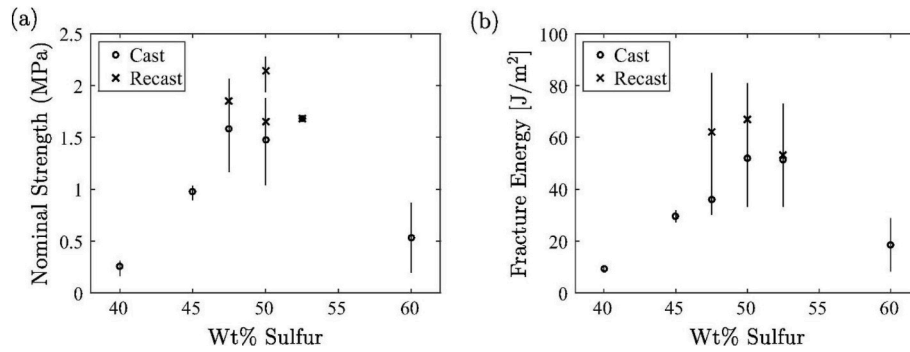 (a)
Nominal Strength (MPa)
2.5
2
1.5
1
0.5
0
Cast
Recast
40
45
50
55
60
Wt% Sulfur
(b)
Fracture Energy [J/m²]
100
80
60
40
20
0
Cast
Recast
40
45
50
55
60
Wt% Sulfur